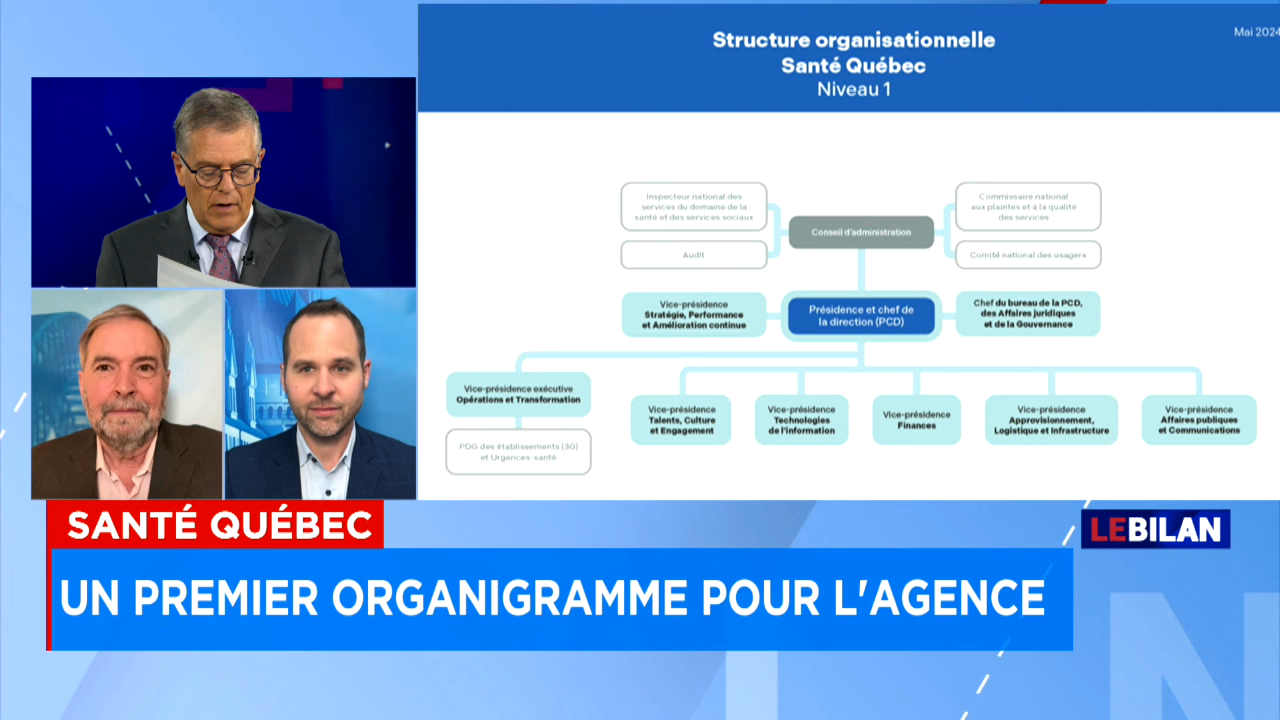 Structure organisationnelle
Santé Québec
Niveau 1
Mai 2024
Inspecteur national des
services du domaine de la
santé et des services sociaux
Audit
Conseil d'administration
Commissaire national
aux plaintes et à la qualité
des services
Comité national des usagers
Vice-présidence
Stratégie, Performance
et Amélioration continue
Présidence et chef de
la direction (PCD)
Chef du bureau de la PCD,
des Affaires juridiques
et de la Gouvernance
Vice-présidence exécutive
Opérations et Transformation
PDG des établissements (30)
et Urgences-santé
Vice-présidence
Talents, Culture
et Engagement
Vice-présidence
Technologies
de l'information
Vice-présidence
Finances
Vice-présidence
Approvisionnement,
Logistique et Infrastructure
Vice-présidence
Affaires publiques
et Communications
SANTÉ QUÉBEC
LEBILAN
UN PREMIER ORGANIGRAMME POUR L'AGENCE